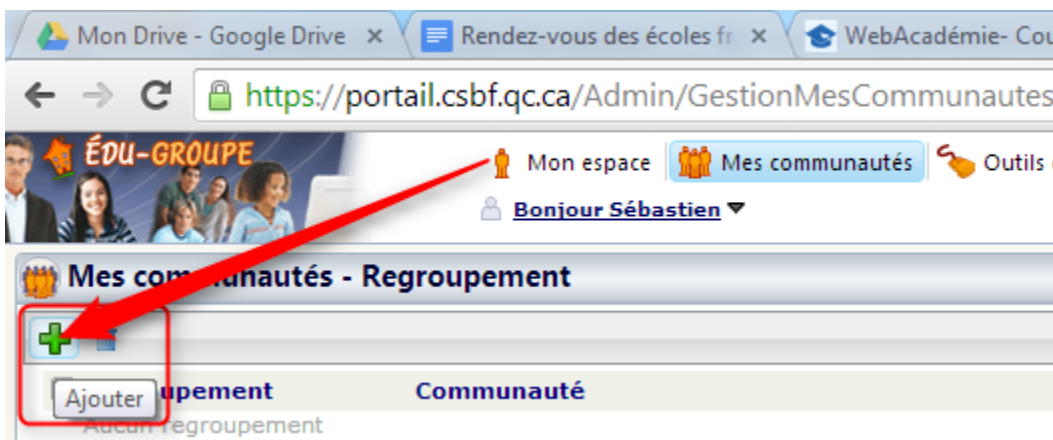 Mon Drive - Google Drive × Rendez-vous des écoles fr × WebAcadémie- Cou
https://portail.csbf.qc.ca/Admin/GestionMesCommunautes
ÉDU-GROUPE Mon espace Mes communautés Outils
Bonjour Sébastien
Mes communautés - Regroupement
Ajouter upement Communauté
Aucun regroupement